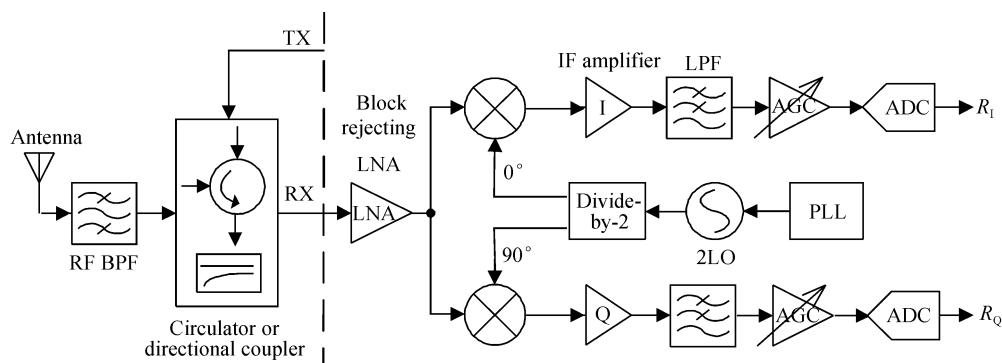 TX
IF amplifier
LPF
Block
rejecting
LNA
I
AGC
ADC
R_I
Antenna
LNA
0°
RX
Divide-
by-2
PLL
RF BPF
90°
2LO
Q
AGC
ADC
R_Q
Circulator or
directional coupler